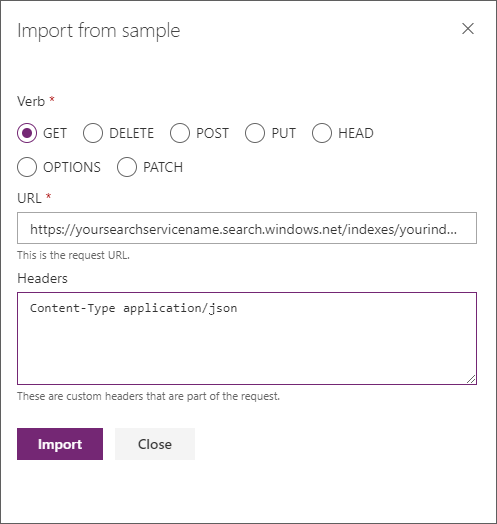 Import from sample
Verb *
GET DELETE POST PUT HEAD
OPTIONS PATCH
URL *
https://yoursearchservicename.search.windows.net/indexes/yourind...
This is the request URL.
Headers
Content-Type application/json
These are custom headers that are part of the request.
Import Close